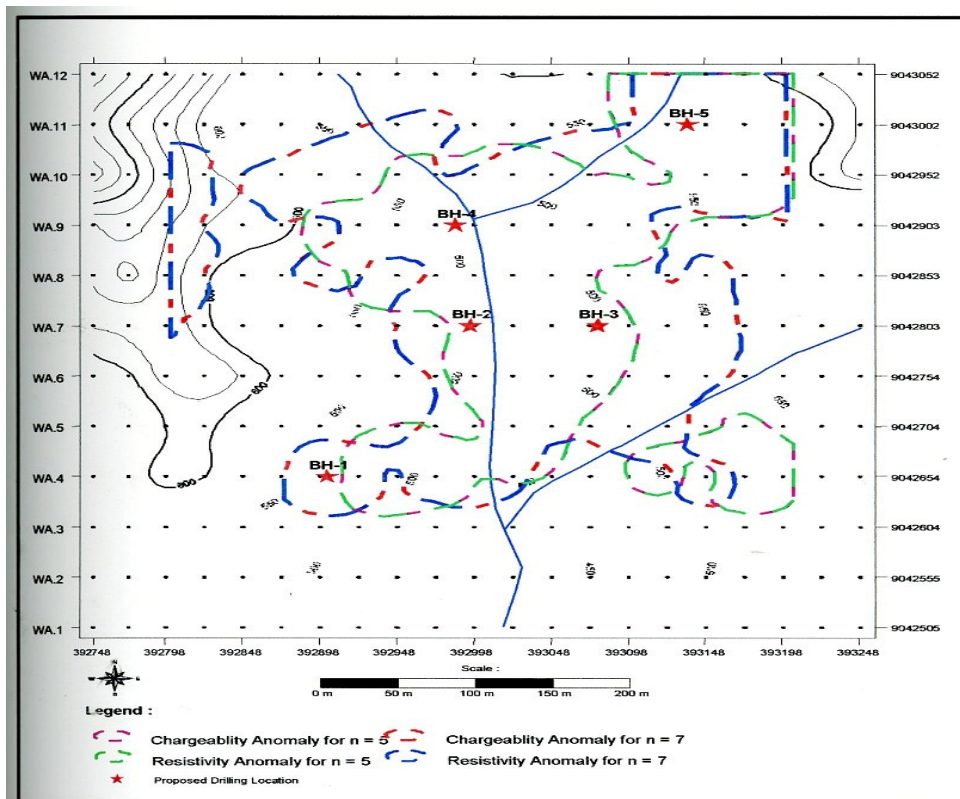 WA.12 9043052
BH-5
WA.11 9043002
WA.10 9042952
BH-4
WA.9 9042903
WA.8 9042853
BH-2 BH-3
WA.7 9042803
WA.6 9042754
600
WA.5 9042704
BH-1
WA.4 9042654
600
WA.3 9042604
WA.2 9042555
WA.1 9042505
392748 392798 392848 392898 392948 392998 393048 393098 393148 393198 393248
Scale :
0 m 50 m 100 m 150 m 200 m
Legend :
Chargeablity Anomaly for n = 5 Chargeablity Anomaly for n = 7
Resistivity Anomaly for n = 5 Resistivity Anomaly for n = 7
Proposed Drilling Location